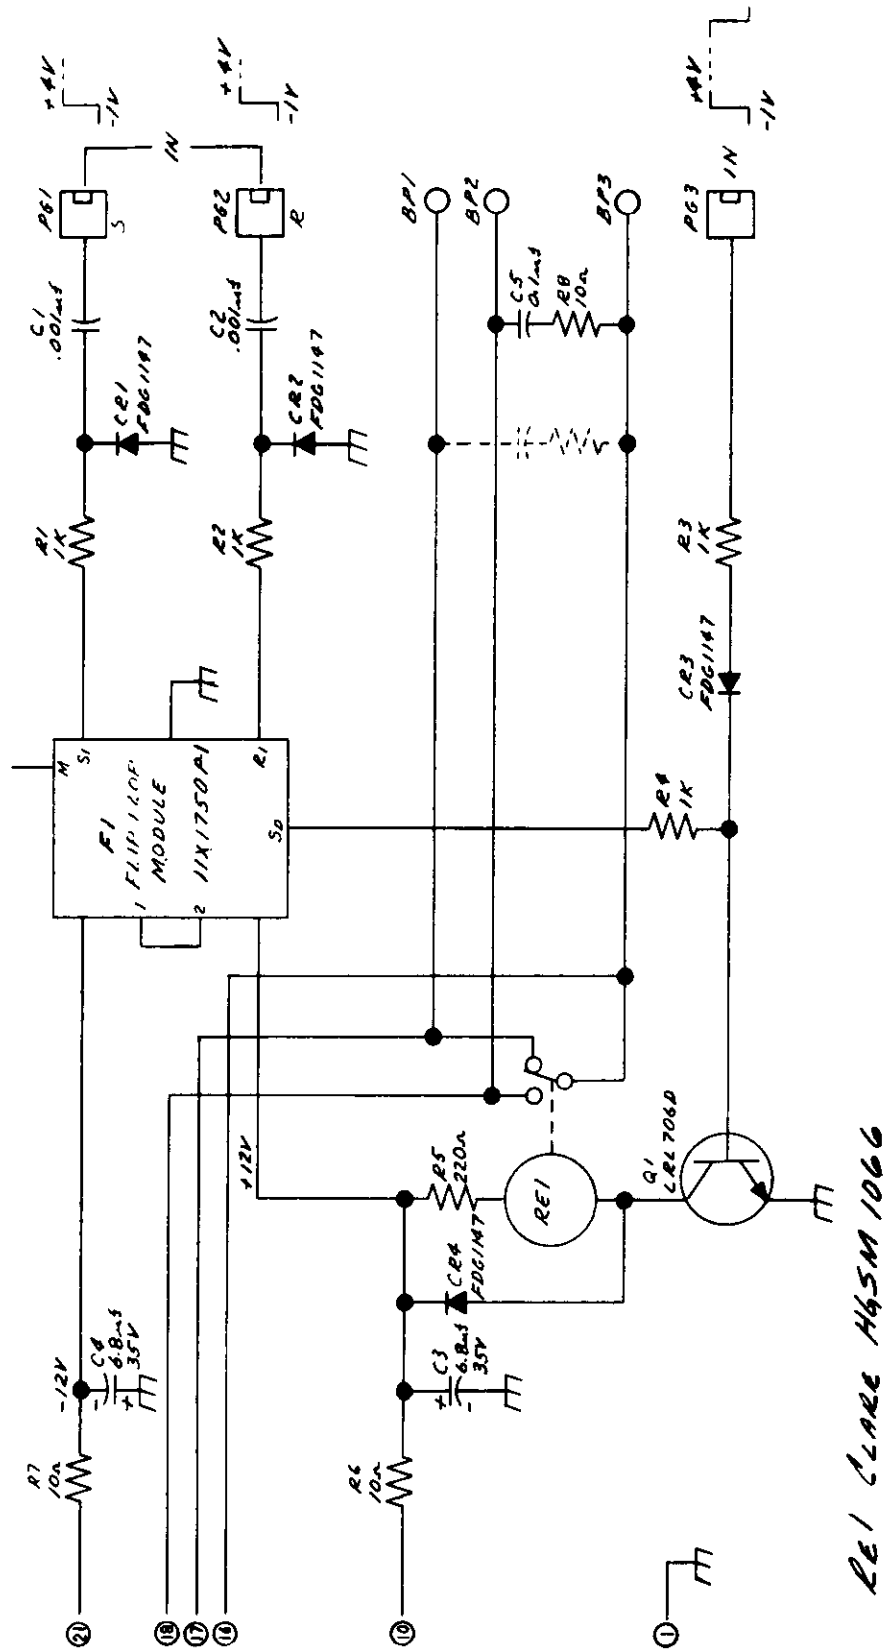 +4V
-1V
PG1
S
IN
+4V
-1V
PG2
R
C1
.001mf
C2
.001mf
CR1
FDG1147
CR2
FDG1147
R1
1K
R2
1K
M
S1
F1
FLIP FLOP
MODULE
11X1750P1
1
2
R1
SD
BP1
BP2
BP3
C5
0.1mf
R8
10Ω
+4V
-1V
PG3
IN
R3
1K
CR3
FDG1147
R4
1K
+12V
R5
220Ω
RE1
Q1
LRL706D
CR4
FDG1147
-12V
C4
6.8mf
35V
- +
C3
6.8mf
35V
+ -
R7
10Ω
R6
10Ω
21
18
17
16
10
1
RE1 CLARE HGSM 1066